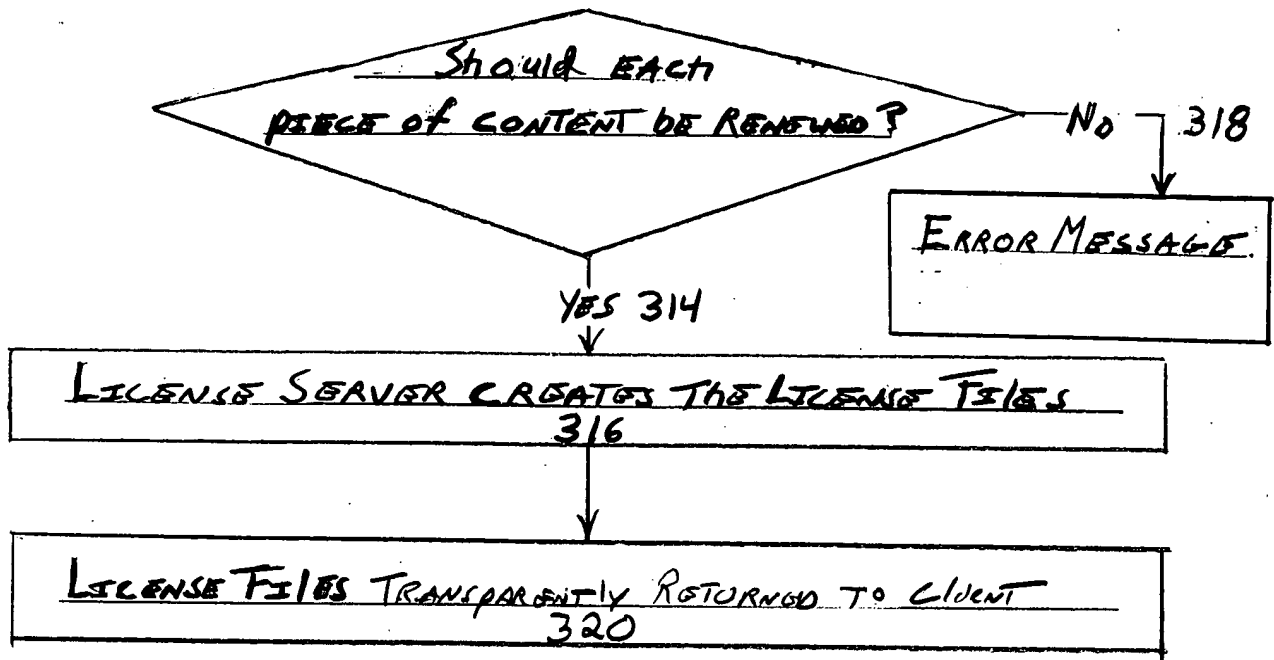 Should EACH
PIECE of CONTENT bE RENEWED?
No 318
ERROR MESSAGE.
YES 314
LICENSE SERVER CREATES ThE LICENSE FIlES
316
LICENSE FIlES TRANSPARENTly RETURNED TO ClIENT
320